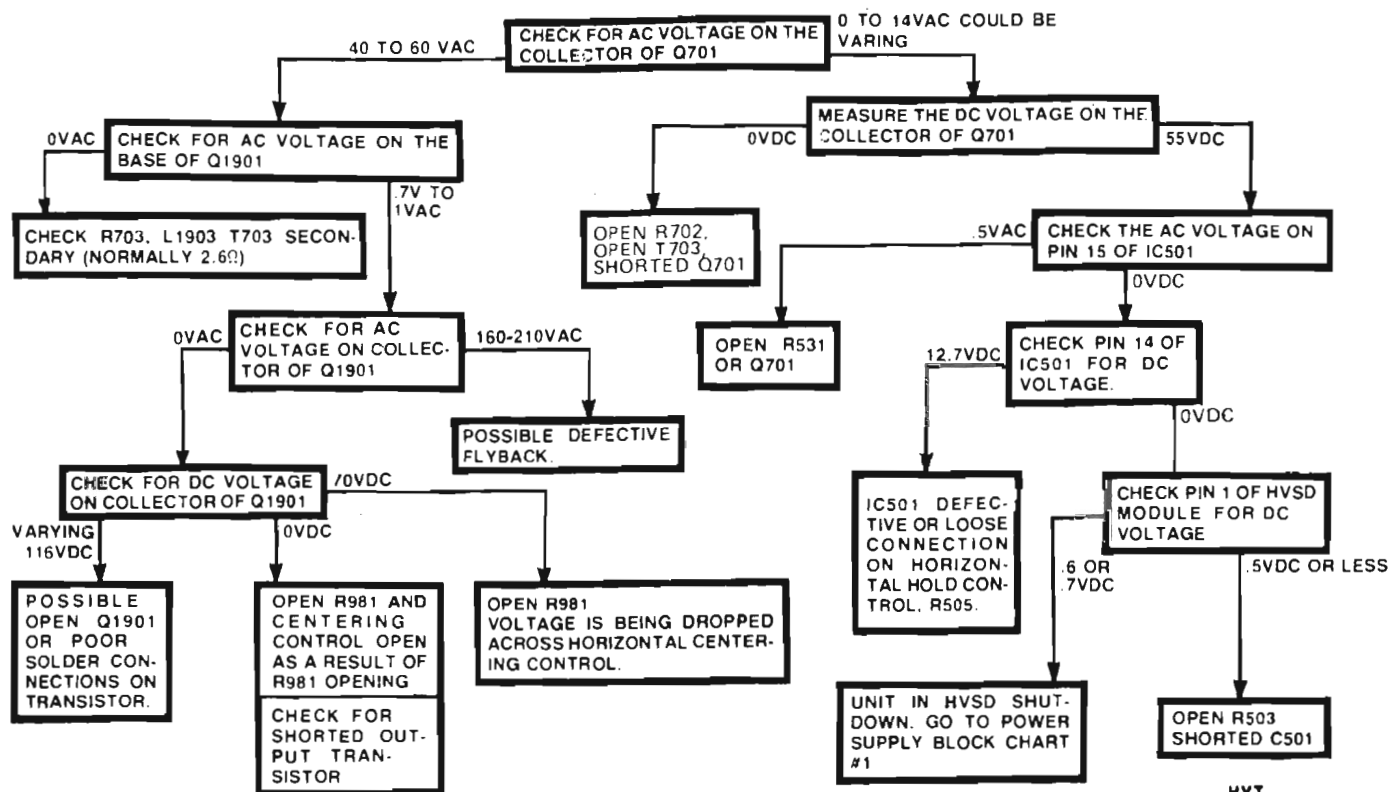 CHECK FOR AC VOLTAGE ON THE
COLLECTOR OF Q701
40 TO 60 VAC
0 TO 14VAC COULD BE
VARING
CHECK FOR AC VOLTAGE ON THE
BASE OF Q1901
0VAC
.7V TO
1VAC
CHECK R703, L1903 T703 SECON-
DARY (NORMALLY 2.6Ω)
CHECK FOR AC
VOLTAGE ON COLLEC-
TOR OF Q1901
0VAC
160-210VAC
POSSIBLE DEFECTIVE
FLYBACK.
CHECK FOR DC VOLTAGE
ON COLLECTOR OF Q1901
VARYING
116VDC
0VDC
70VDC
POSSIBLE
OPEN Q1901
OR POOR
SOLDER CON-
NECTIONS ON
TRANSISTOR.
OPEN R981 AND
CENTERING
CONTROL OPEN
AS A RESULT OF
R981 OPENING
CHECK FOR
SHORTED OUT-
PUT TRAN-
SISTOR
OPEN R981
VOLTAGE IS BEING DROPPED
ACROSS HORIZONTAL CENTER-
ING CONTROL.
MEASURE THE DC VOLTAGE ON THE
COLLECTOR OF Q701
0VDC
55VDC
OPEN R702,
OPEN T703,
SHORTED Q701
CHECK THE AC VOLTAGE ON
PIN 15 OF IC501
.5VAC
0VDC
OPEN R531
OR Q701
CHECK PIN 14 OF
IC501 FOR DC
VOLTAGE.
12.7VDC
0VDC
IC501 DEFEC-
TIVE OR LOOSE
CONNECTION
ON HORIZON-
TAL HOLD CON-
TROL, R505.
CHECK PIN 1 OF HVSD
MODULE FOR DC
VOLTAGE
.6 OR
.7VDC
.5VDC OR LESS
UNIT IN HVSD SHUT-
DOWN. GO TO POWER
SUPPLY BLOCK CHART
#1
OPEN R503
SHORTED C501